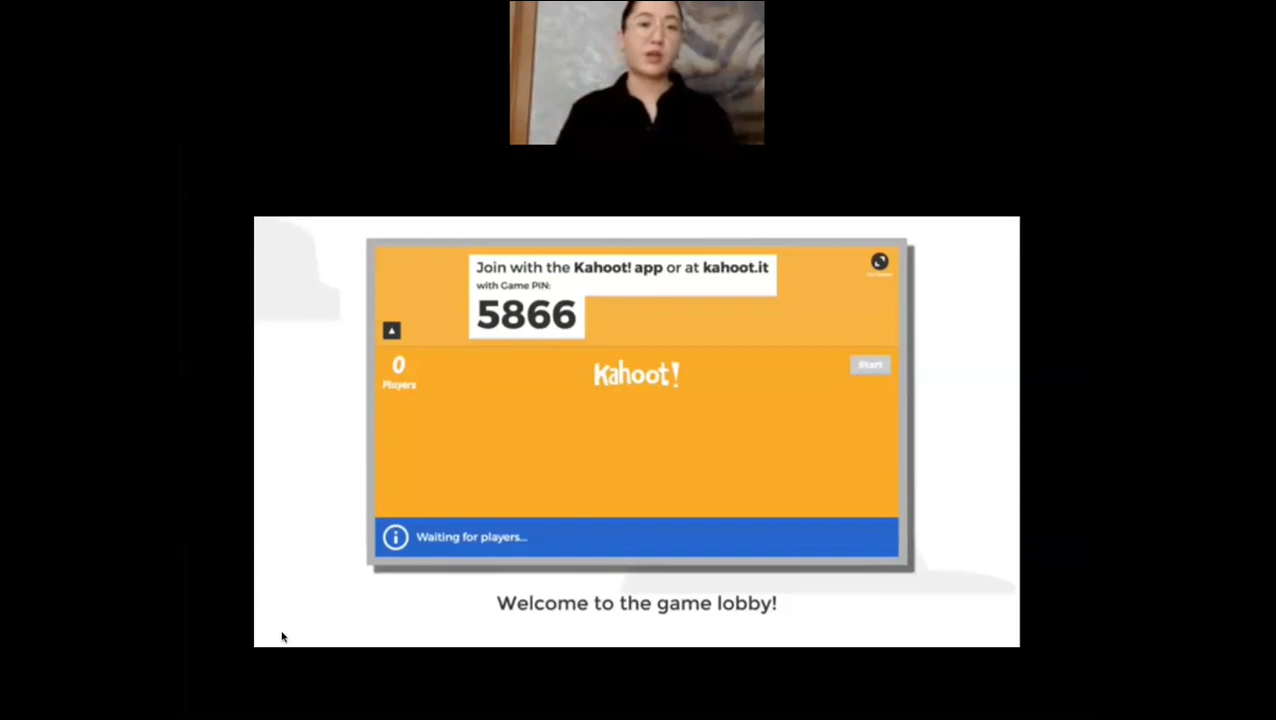 Join with the Kahoot! app or at kahoot.it
with Game PIN:
5866
0
Players
Kahoot!
Start
Waiting for players...
Welcome to the game lobby!